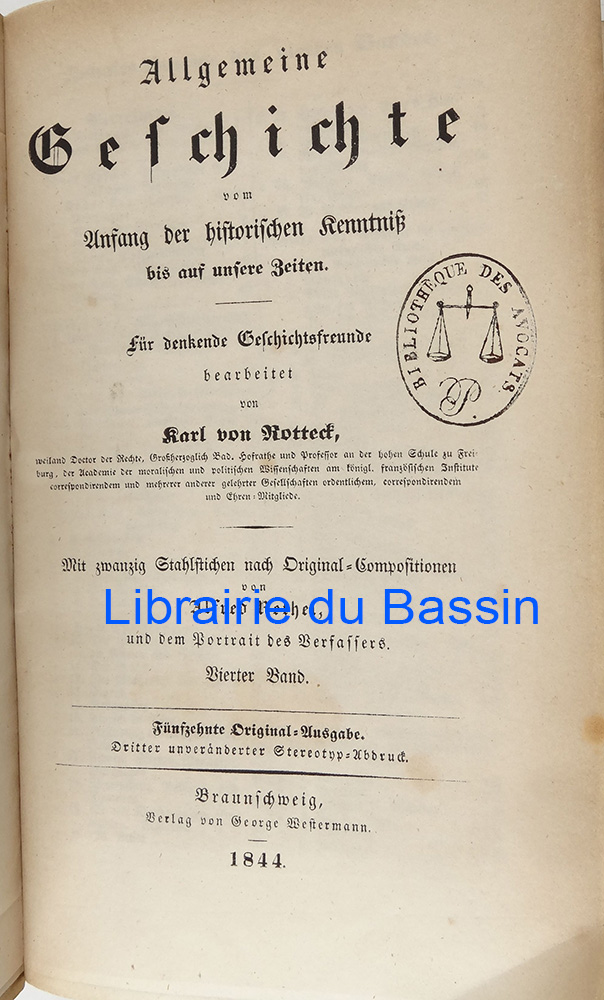 Allgemeine
Geschichte
vom
Anfang der historischen Kenntniß
bis auf unsere Zeiten.
Für denkende Geschichtsfreunde
bearbeitet
von
Karl von Rotteck,
weiland Doctor der Rechte, Großherzoglich Bad. Hofrathe und Professor an der hohen Schule zu Frei-
burg, der Academie der moralischen und politischen Wissenschaften am königl. französischen Institute
correspondirendem und mehrerer anderer gelehrter Gesellschaften ordentlichem, correspondirendem
und Ehren-Mitgliede.
BIBLIOTHÈQUE DES AVOCATS
Mit zwanzig Stahlstichen nach Original-Compositionen
von
Alfred Rethel,
Librairie du Bassin
und dem Portrait des Verfassers.
Vierter Band.
Fünfzehnte Original-Ausgabe.
Dritter unveränderter Stereotyp-Abdruck.
Braunschweig,
Verlag von George Westermann.
1844.